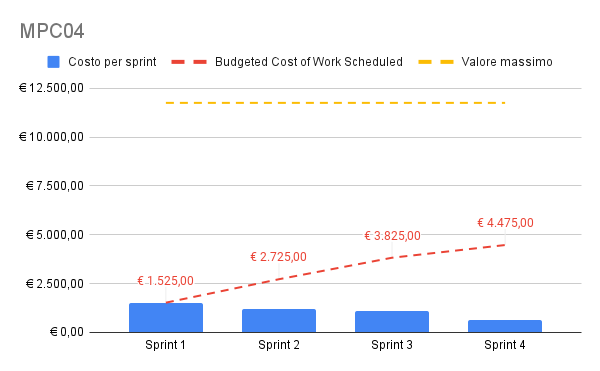 MPC04
Costo per sprint
Budgeted Cost of Work Scheduled
Valore massimo
€ 12.500,00
€ 10.000,00
€ 7.500,00
€ 5.000,00
€ 2.500,00
€ 0,00
€ 1.525,00
€ 2.725,00
€ 3.825,00
€ 4.475,00
Sprint 1
Sprint 2
Sprint 3
Sprint 4